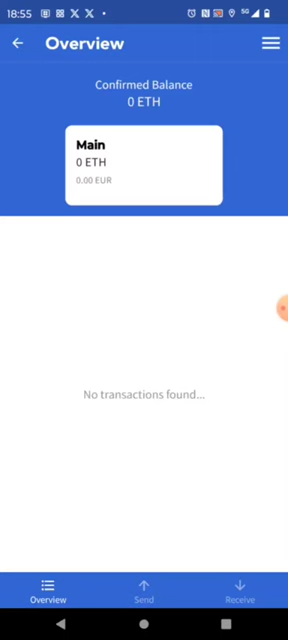 18:55
5G
Overview
Confirmed Balance
0 ETH
Main
0 ETH
0.00 EUR
No transactions found...
Overview
Send
Receive